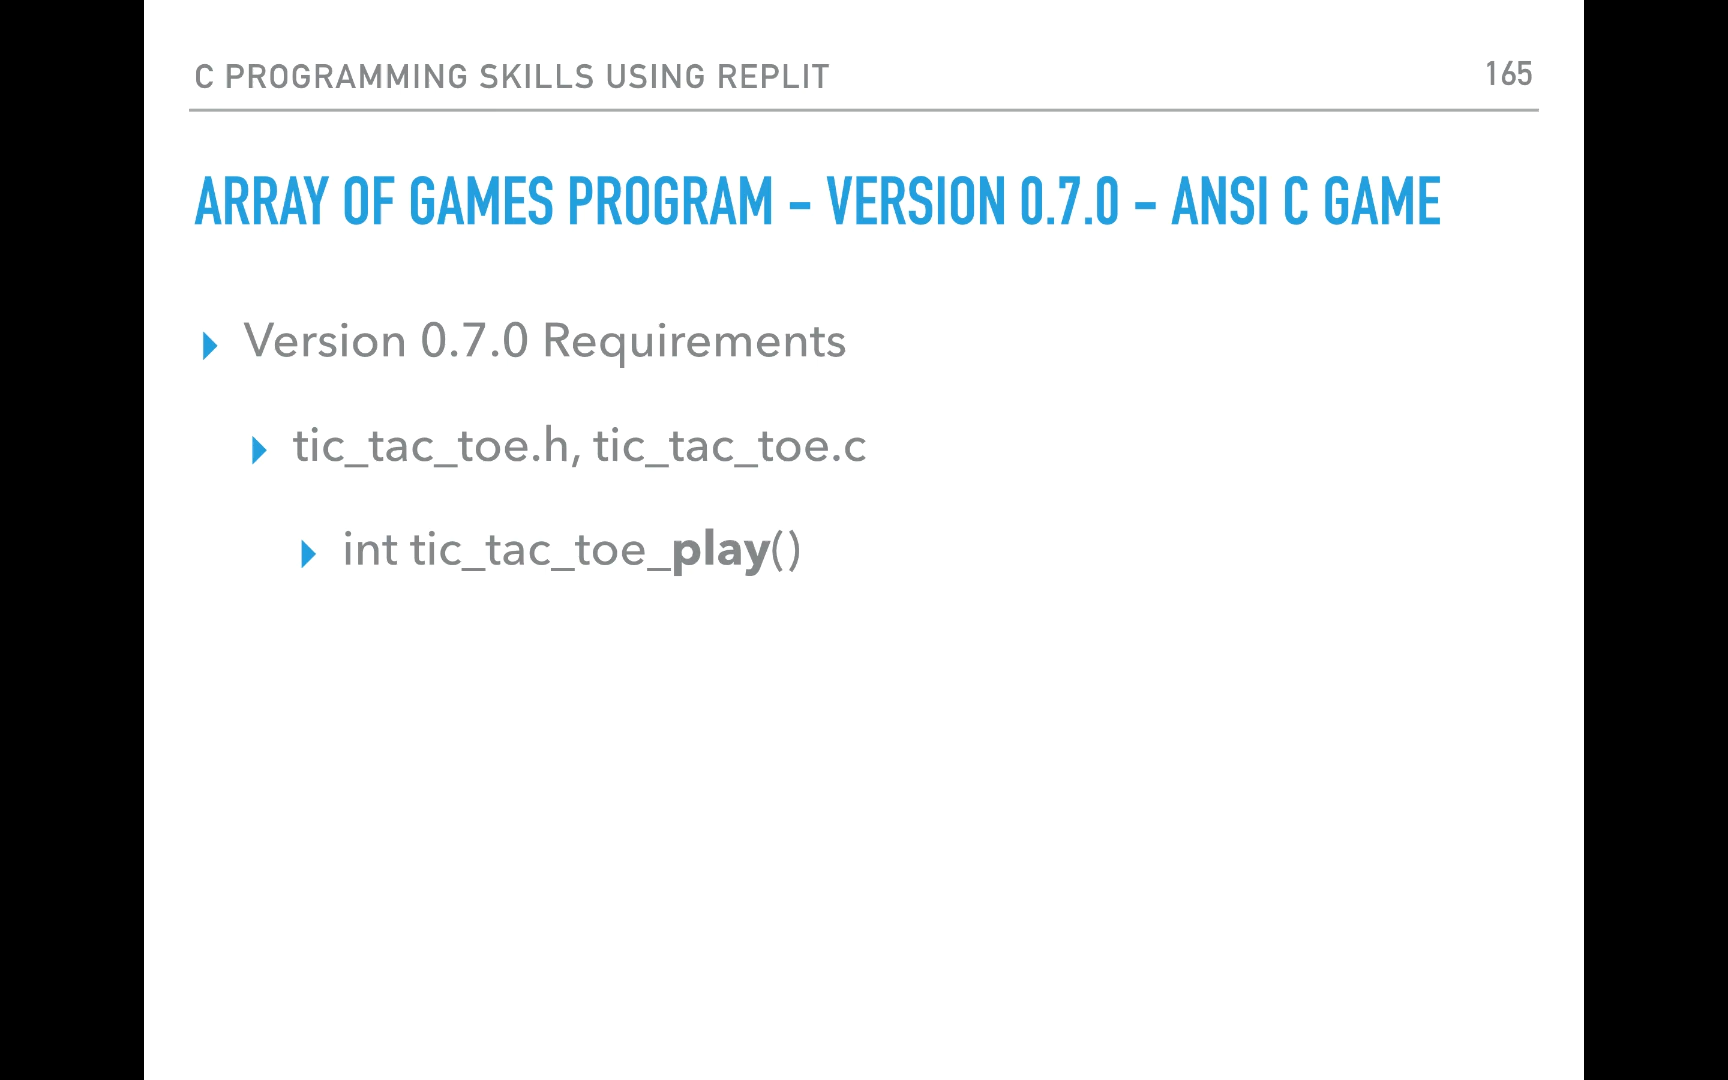 C PROGRAMMING SKILLS USING REPLIT 165
ARRAY OF GAMES PROGRAM – VERSION 0.7.0 – ANSI C GAME
Version 0.7.0 Requirements
tic_tac_toe.h, tic_tac_toe.c
int tic_tac_toe_play()